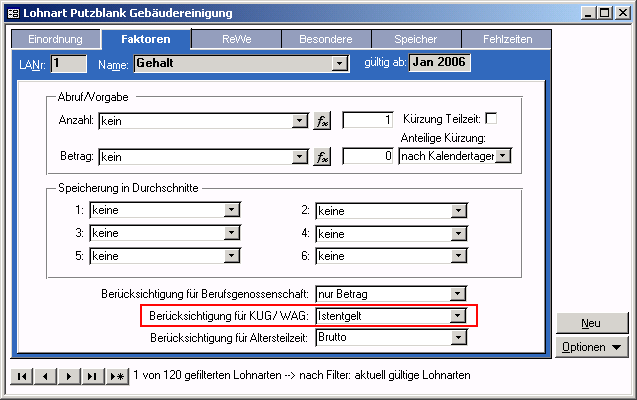 Lohnart Putzblank Gebäudereinigung
Einordnung Faktoren ReWe Besondere Speicher Fehlzeiten
LANr: 1 Name: Gehalt gültig ab: Jan 2006
Abruf/Vorgabe
Anzahl: kein fx 1 Kürzung Teilzeit:
Anteilige Kürzung:
Betrag: kein fx 0 nach Kalendertagen
Speicherung in Durchschnitte
1: keine 2: keine
3: keine 4: keine
5: keine 6: keine
Berücksichtigung für Berufsgenossenschaft: nur Betrag
Berücksichtigung für KUG/ WAG: Istentgelt
Berücksichtigung für Altersteilzeit: Brutto
Neu
Optionen
1 von 120 gefilterten Lohnarten --> nach Filter: aktuell gültige Lohnarten